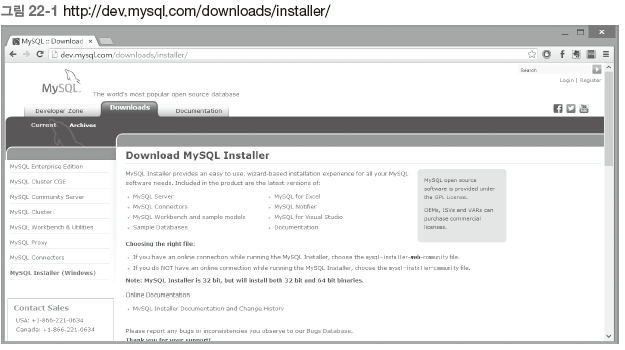 그림 22-1 http://dev.mysql.com/downloads/installer/
MySQL :: Download
dev.mysql.com/downloads/installer/
Search
Login | Register
MySQL
The world's most popular open source database
Developer Zone
Downloads
Documentation
Current
Archives
MySQL Enterprise Edition
MySQL Cluster CGE
MySQL Community Server
MySQL Cluster
MySQL Workbench & Utilities
MySQL Proxy
MySQL Connectors
MySQL Installer (Windows)
Contact Sales
USA: +1-866-221-0634
Canada: +1-866-221-0634
Download MySQL Installer
MySQL Installer provides an easy to use, wizard-based installation experience for all your MySQL
software needs. Included in the product are the latest versions of:
MySQL Server
MySQL Connectors
MySQL Workbench and sample models
Sample Databases
MySQL for Excel
MySQL Notifier
MySQL for Visual Studio
Documentation
Choosing the right file:
If you have an online connection while running the MySQL Installer, choose the mysql-installer-web-community file.
If you do NOT have an online connection while running the MySQL Installer, choose the mysql-installer-community file.
Note: MySQL Installer is 32 bit, but will install both 32 bit and 64 bit binaries.
Online Documentation
MySQL Installer Documentation and Change History
Please report any bugs or inconsistencies you observe to our Bugs Database.
Thank you for your support!
MySQL open source
software is provided under
the GPL License.
OEMs, ISVs and VARs can
purchase commercial
licenses.